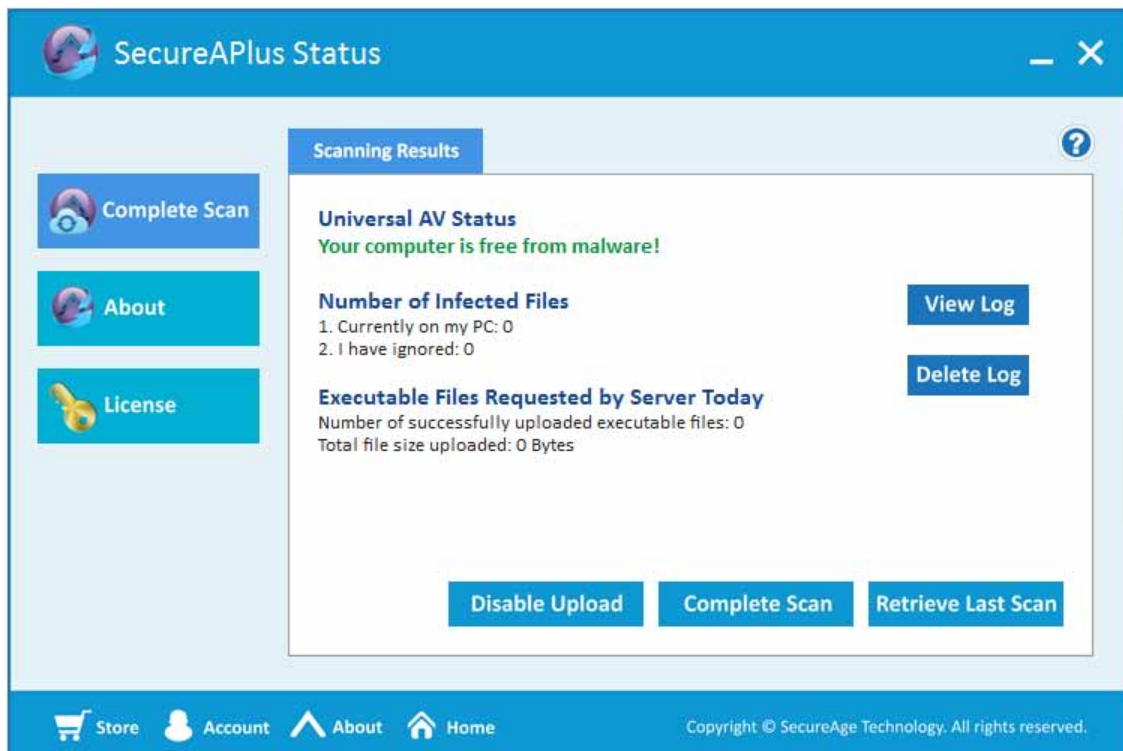 SecureAPlus Status
Scanning Results
?
Complete Scan
About
License
Universal AV Status
Your computer is free from malware!
Number of Infected Files
1. Currently on my PC: 0
2. I have ignored: 0
View Log
Delete Log
Executable Files Requested by Server Today
Number of successfully uploaded executable files: 0
Total file size uploaded: 0 Bytes
Disable Upload
Complete Scan
Retrieve Last Scan
Store
Account
About
Home
Copyright © SecureAge Technology. All rights reserved.